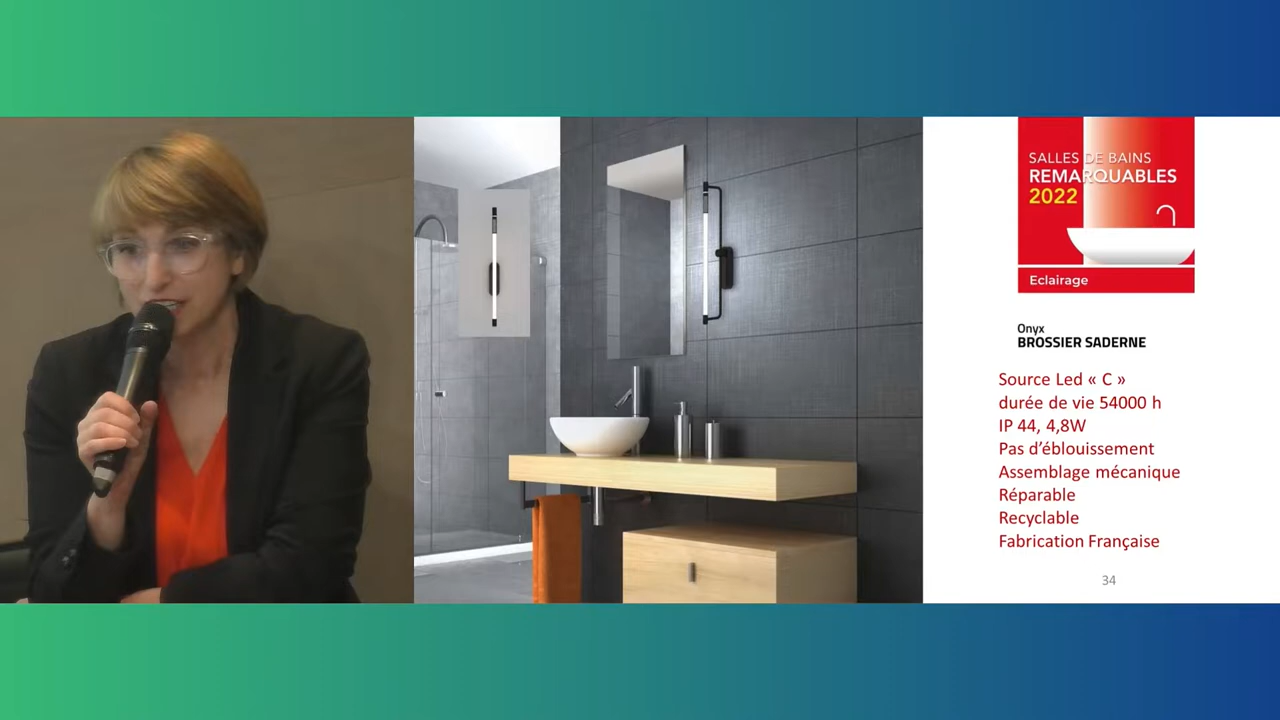 SALLES DE BAINS
REMARQUABLES
2022
Eclairage
Onyx
BROSSIER SADERNE
Source Led « C »
durée de vie 54000 h
IP 44, 4,8W
Pas d’éblouissement
Assemblage mécanique
Réparable
Recyclable
Fabrication Française
34